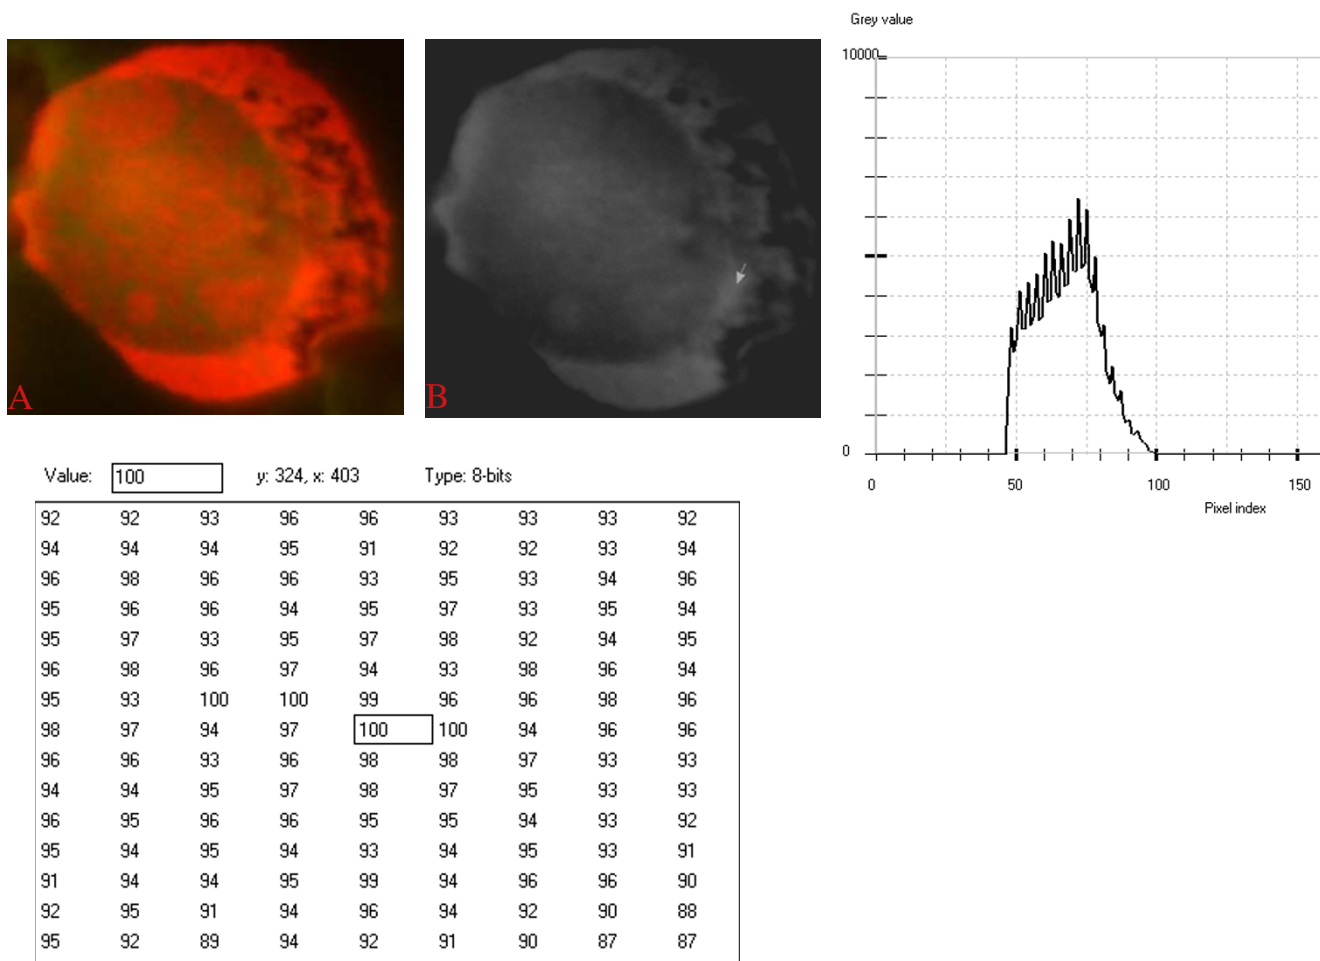 Grey value
10000
0
0 50 100 150
Pixel index
A
B
Value: 100 y: 324, x: 403 Type: 8-bits
92 92 93 96 96 93 93 93 92
94 94 94 95 91 92 92 93 94
96 98 96 96 93 95 93 94 96
95 96 96 94 95 97 93 95 94
95 97 93 95 97 98 92 94 95
96 98 96 97 94 93 98 96 94
95 93 100 100 99 96 96 98 96
98 97 94 97 100 100 94 96 96
96 96 93 96 98 98 97 93 93
94 94 95 97 98 97 95 93 93
96 95 96 96 95 95 94 93 92
95 94 95 94 93 94 95 93 91
91 94 94 95 99 94 96 96 90
92 95 91 94 96 94 92 90 88
95 92 89 94 92 91 90 87 87